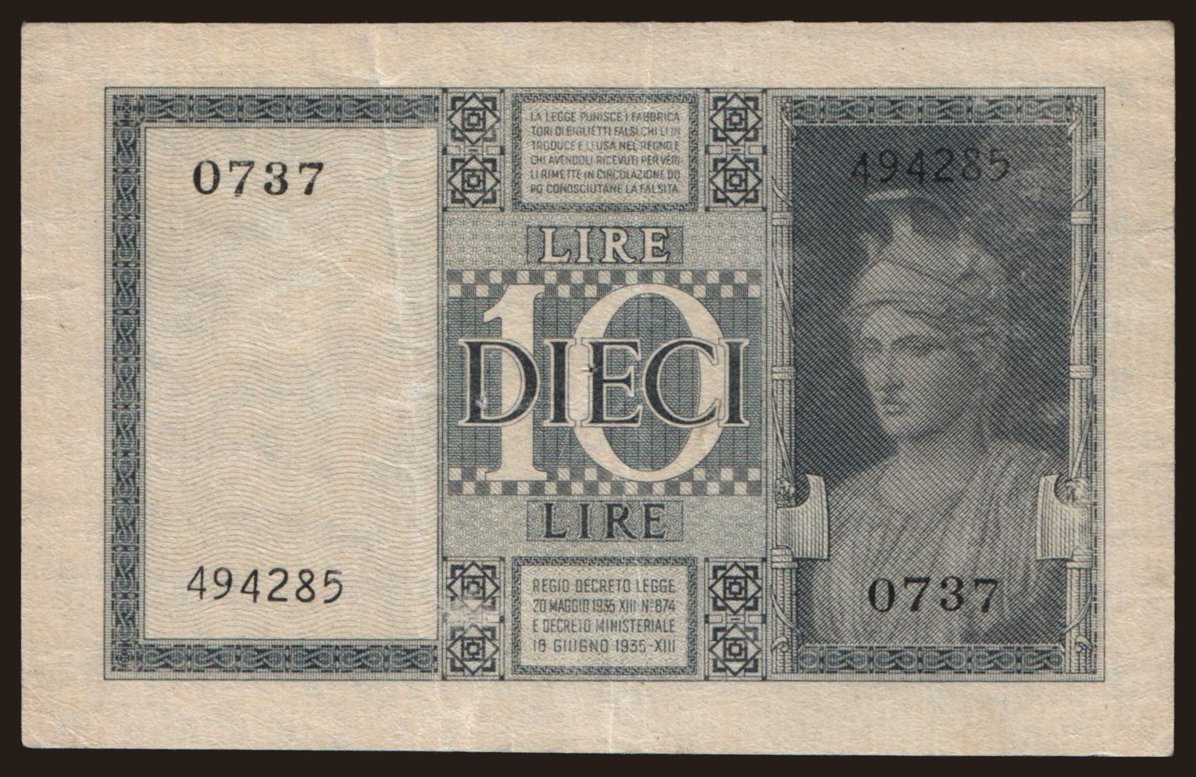 0737
494285
LA LEGGE PUNISCE I FABBRICA
TORI DI BIGLIETTI FALSI CHI LI IN
TRODUCE E LI USA NEL REGNO E
CHI AVENDOLI RICEVUTI PER VERI
LI RIMETTE IN CIRCOLAZIONE DO
PO CONOSCIUTANE LA FALSITÀ
LIRE
10
DIECI
LIRE
REGIO DECRETO LEGGE
20 MAGGIO 1935 XIII Nº 874
E DECRETO MINISTERIALE
18 GIUGNO 1935-XIII
494285
0737